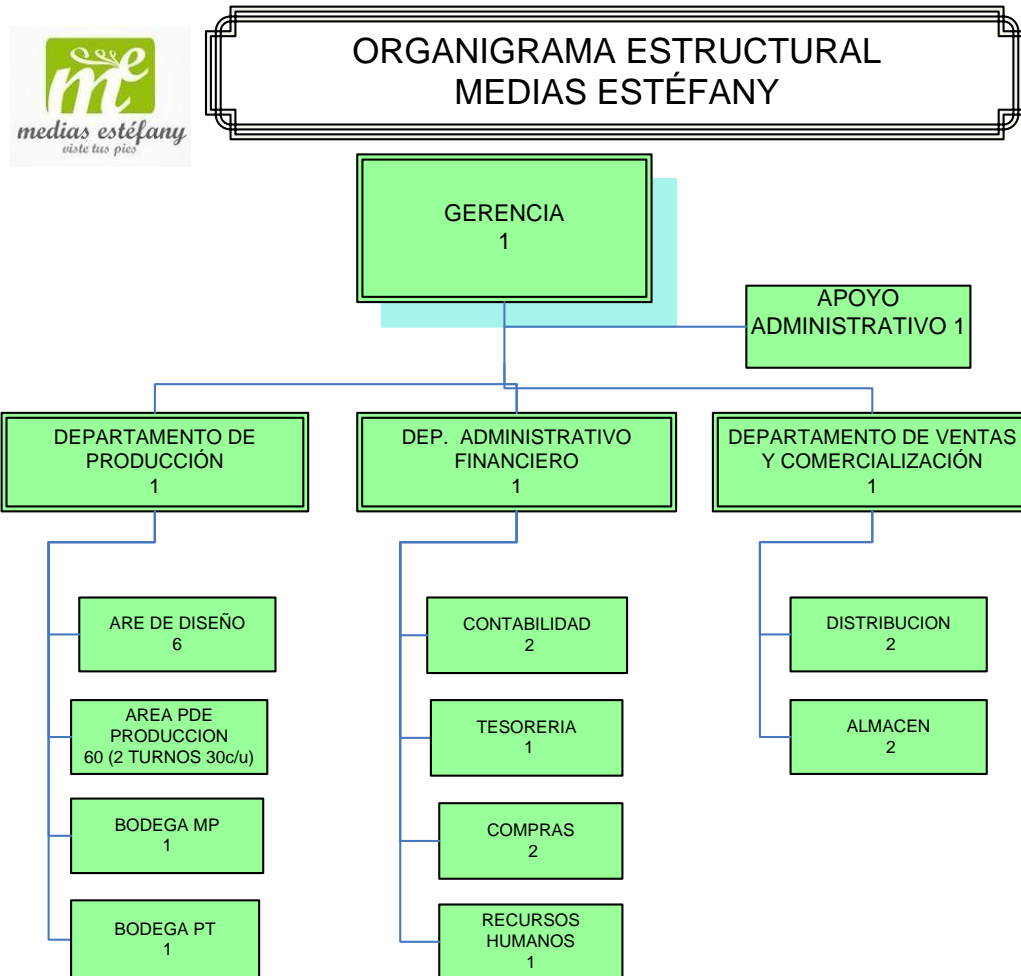 me
medias estéfany
viste tus pies
ORGANIGRAMA ESTRUCTURAL
MEDIAS ESTÉFANY
GERENCIA
1
APOYO
ADMINISTRATIVO 1
DEPARTAMENTO DE
PRODUCCIÓN
1
DEP. ADMINISTRATIVO
FINANCIERO
1
DEPARTAMENTO DE VENTAS
Y COMERCIALIZACIÓN
1
ARE DE DISEÑO
6
AREA PDE
PRODUCCION
60 (2 TURNOS 30c/u)
BODEGA MP
1
BODEGA PT
1
CONTABILIDAD
2
TESORERIA
1
COMPRAS
2
RECURSOS
HUMANOS
1
DISTRIBUCION
2
ALMACEN
2